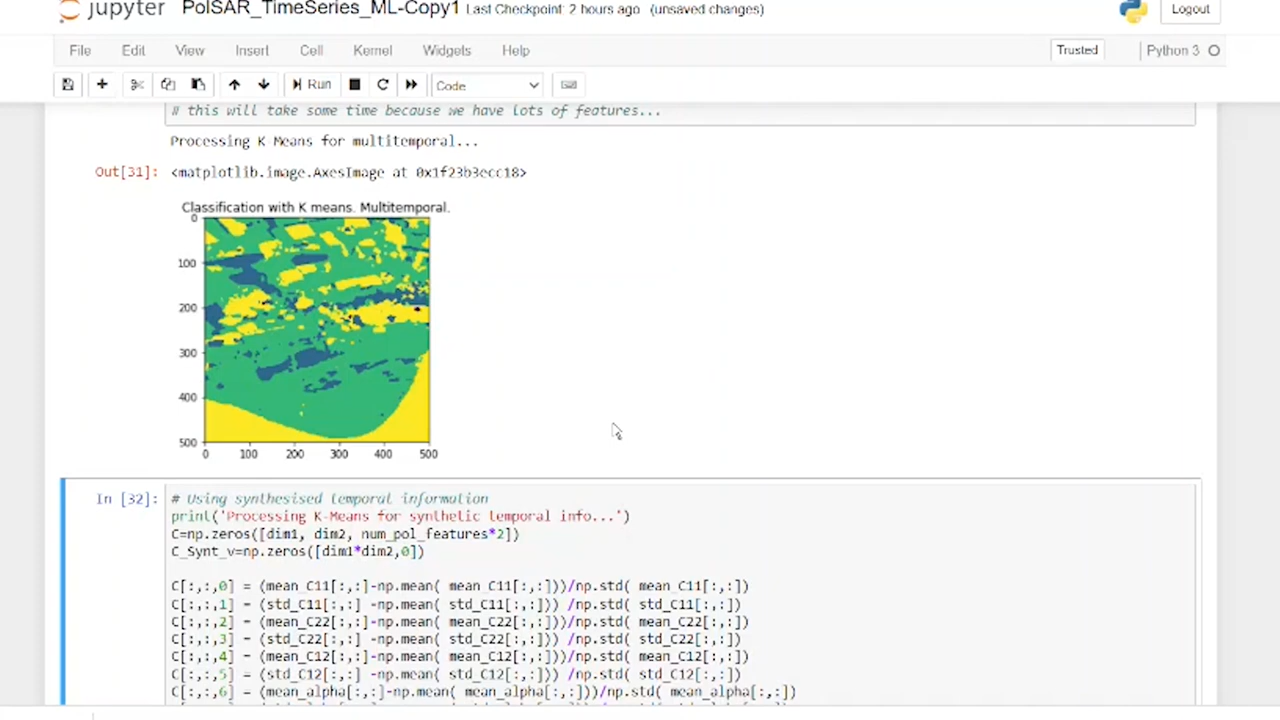 jupyter PolSAR_TimeSeries_ML-Copy1 Last Checkpoint: 2 hours ago (unsaved changes) Logout
File Edit View Insert Cell Kernel Widgets Help Trusted Python 3
Run Code
# this will take some time because we have lots of features...
Processing K Means for multitemporal...
Out[31]: <matplotlib.image.AxesImage at 0x1f23b3ecc18>
Classification with K means. Multitemporal.
0
100
200
300
400
500
0 100 200 300 400 500
In [32]: # Using synthesised temporal information
print('Processing K-Means for synthetic temporal info...')
C=np.zeros([dim1, dim2, num_pol_features*2])
C_Synt_v=np.zeros([dim1*dim2,0])
C[:,:,0] = (mean_C11[:,:]-np.mean( mean_C11[:,:]))/np.std( mean_C11[:,:])
C[:,:,1] = (std_C11[:,:] -np.mean( std_C11[:,:])) /np.std( std_C11[:,:])
C[:,:,2] = (mean_C22[:,:]-np.mean( mean_C22[:,:]))/np.std( mean_C22[:,:])
C[:,:,3] = (std_C22[:,:] -np.mean( std_C22[:,:])) /np.std( std_C22[:,:])
C[:,:,4] = (mean_C12[:,:]-np.mean( mean_C12[:,:]))/np.std( mean_C12[:,:])
C[:,:,5] = (std_C12[:,:] -np.mean( std_C12[:,:])) /np.std( std_C12[:,:])
C[:,:,6] = (mean_alpha[:,:]-np.mean( mean_alpha[:,:]))/np.std( mean_alpha[:,:])